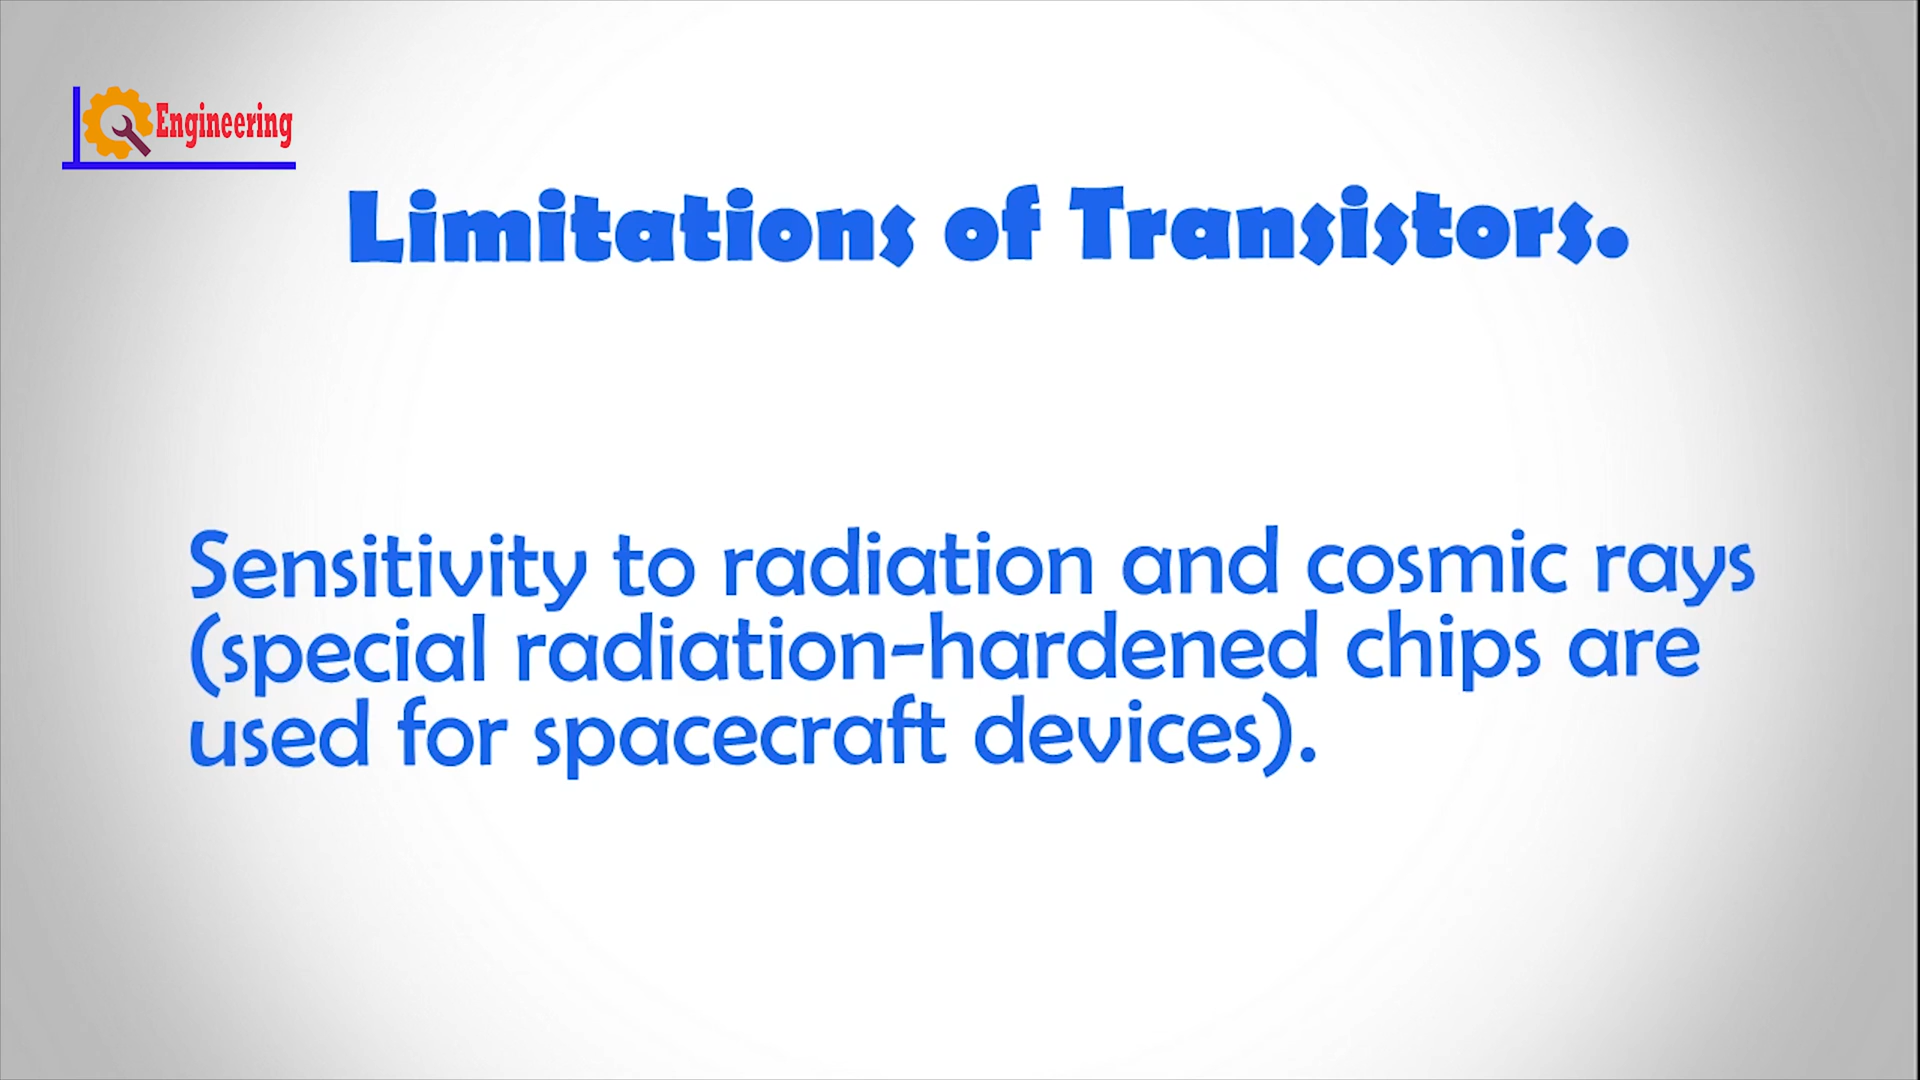 Engineering
Limitations of Transistors.
Sensitivity to radiation and cosmic rays
(special radiation-hardened chips are
used for spacecraft devices).